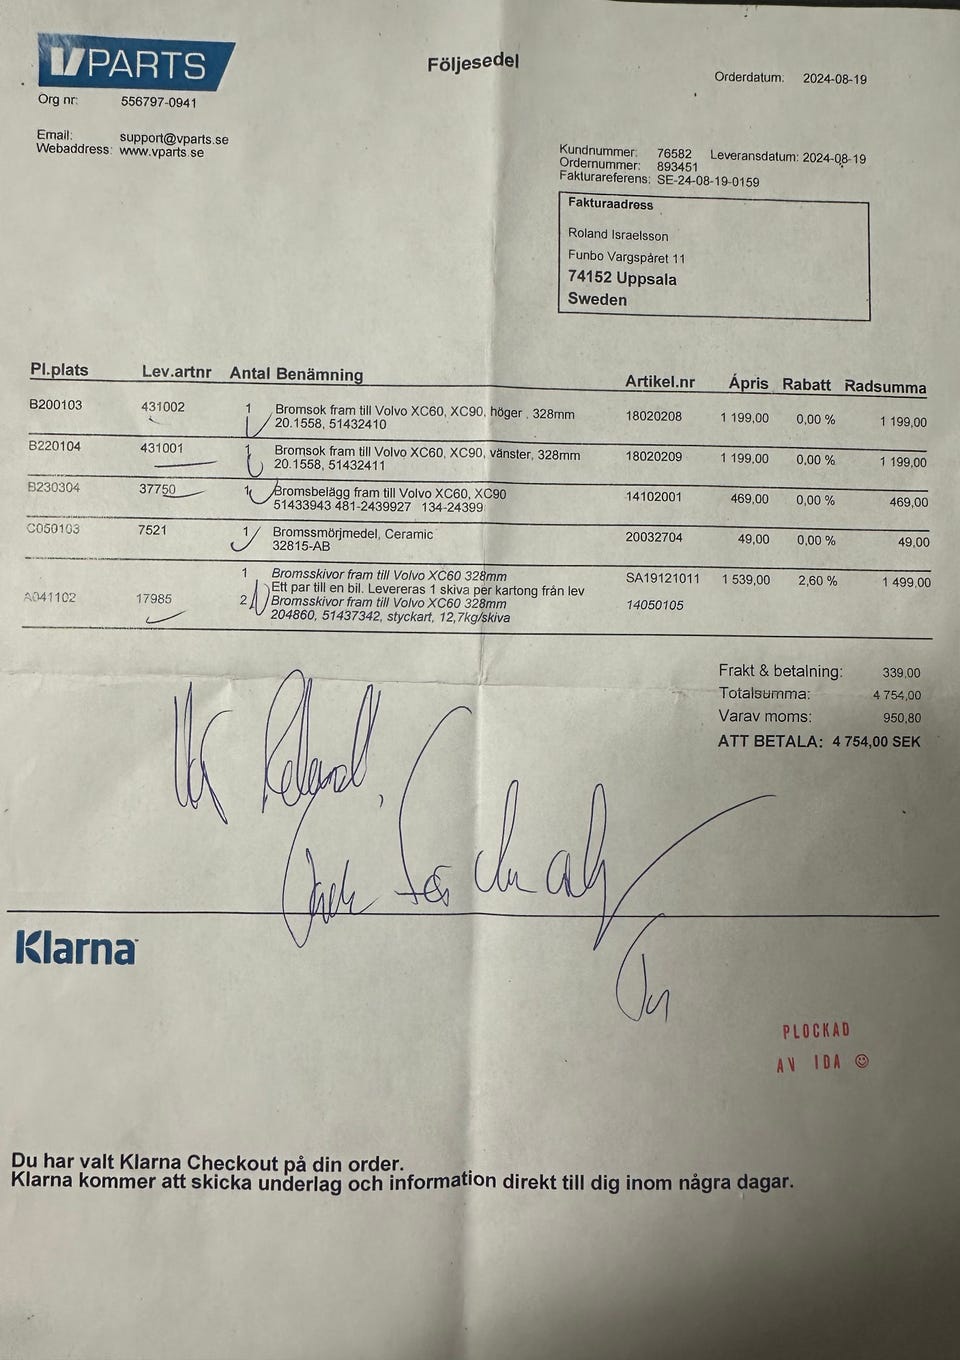 VPARTS
Följesedel
Orderdatum: 2024-08-19
Org nr: 556797-0941
Email: support@vparts.se
Webaddress: www.vparts.se
Kundnummer: 76582 Leveransdatum: 2024-08-19
Ordernummer: 893451
Fakturareferens: SE-24-08-19-0159
Fakturaadress
Roland Israelsson
Funbo Vargspåret 11
74152 Uppsala
Sweden
Pl.plats Lev.artnr Antal Benämning Artikel.nr Ápris Rabatt Radsumma
B200103 431002 1 Bromsok fram till Volvo XC60, XC90, höger . 328mm 18020208 1 199,00 0,00 % 1 199,00
20.1558, 51432410
B220104 431001 1 Bromsok fram till Volvo XC60, XC90, vänster, 328mm 18020209 1 199,00 0,00 % 1 199,00
20.1558, 51432411
B230304 37750 1 Bromsbelägg fram till Volvo XC60, XC90 14102001 469,00 0,00 % 469,00
51433943 481-2439927 134-24399
C050103 7521 1 Bromssmörjmedel, Ceramic 20032704 49,00 0,00 % 49,00
32815-AB
1 Bromsskivor fram till Volvo XC60 328mm SA19121011 1 539,00 2,60 % 1 499,00
Ett par till en bil. Levereras 1 skiva per kartong från lev
A041102 17985 2 Bromsskivor fram till Volvo XC60 328mm 14050105
204860, 51437342, styckart, 12,7kg/skiva
Frakt & betalning: 339,00
Totalsumma: 4 754,00
Varav moms: 950,80
ATT BETALA: 4 754,00 SEK
Roland,
Klarna
PLOCKAD
AV IDA ☺
Du har valt Klarna Checkout på din order.
Klarna kommer att skicka underlag och information direkt till dig inom några dagar.